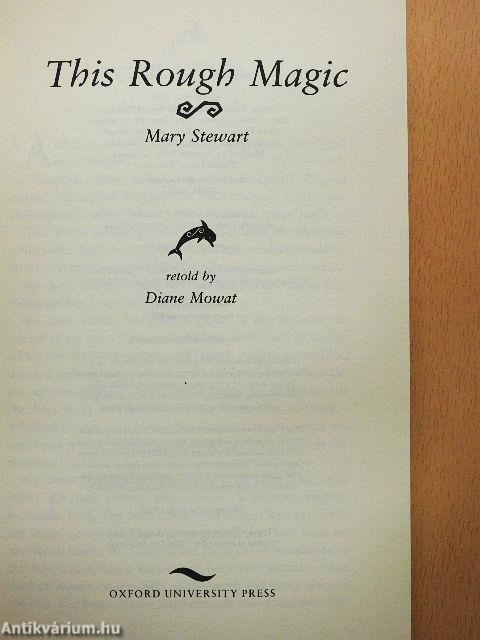 This Rough Magic
Mary Stewart
retold by
Diane Mowat
OXFORD UNIVERSITY PRESS
Antikvárium.hu